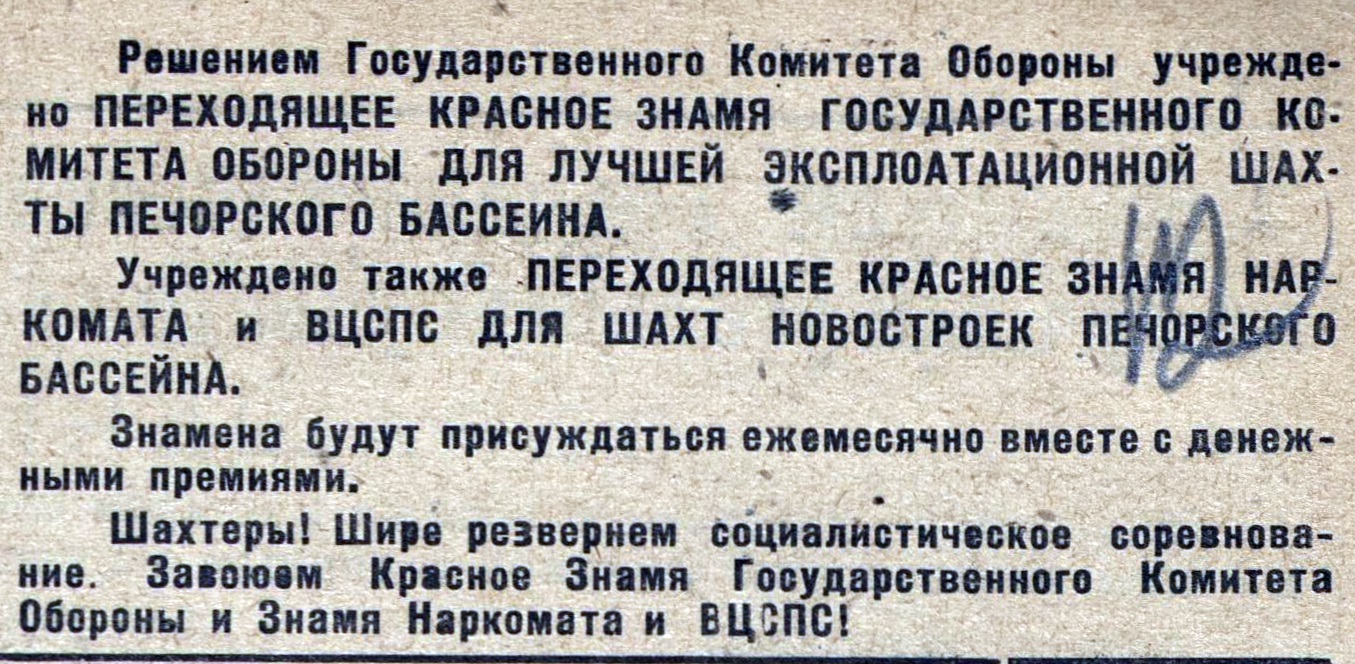 Решением Государственного Комитета Обороны учрежде-
но ПЕРЕХОДЯЩЕЕ КРАСНОЕ ЗНАМЯ ГОСУДАРСТВЕННОГО КО-
МИТЕТА ОБОРОНЫ ДЛЯ ЛУЧШЕЙ ЭКСПЛОАТАЦИОННОЙ ШАХ-
ТЫ ПЕЧОРСКОГО БАССЕИНА.
Учреждено также ПЕРЕХОДЯЩЕЕ КРАСНОЕ ЗНАМЯ НАР-
КОМАТА и ВЦСПС ДЛЯ ШАХТ НОВОСТРОЕК ПЕЧОРСКОГО
БАССЕЙНА.
Знамена будут присуждаться ежемесячно вместе с денеж-
ными премиями.
Шахтеры! Шире резвернем социалистическое соревнова-
ние. Завоюем Красное Знамя Государственного Комитета
Обороны и Знамя Наркомата и ВЦСПС!